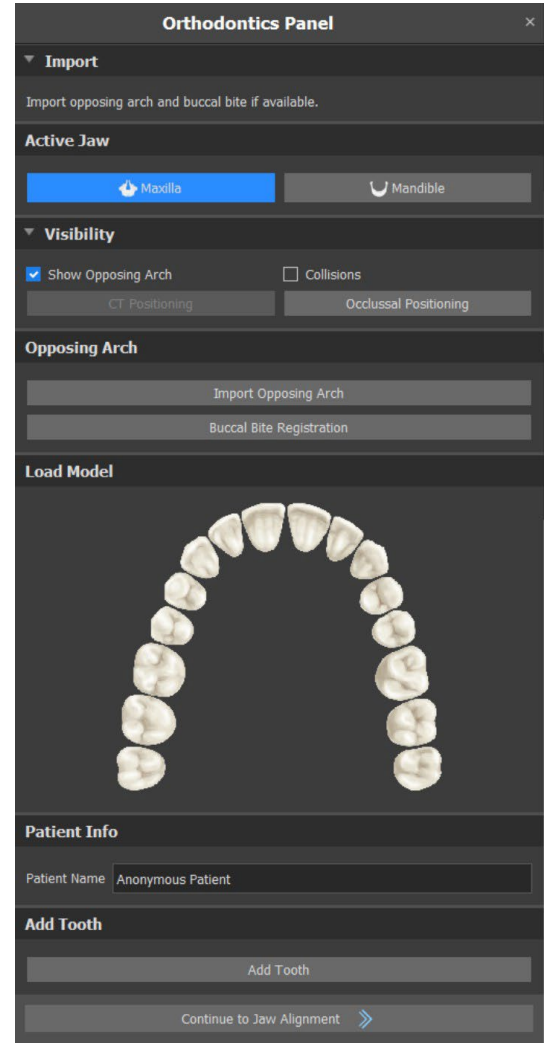 Orthodontics Panel
Import
Import opposing arch and buccal bite if available.
Active Jaw
Maxilla
Mandible
Visibility
Show Opposing Arch
Collisions
CT Positioning
Occlussal Positioning
Opposing Arch
Import Opposing Arch
Buccal Bite Registration
Load Model
Patient Info
Patient Name Anonymous Patient
Add Tooth
Add Tooth
Continue to Jaw Alignment